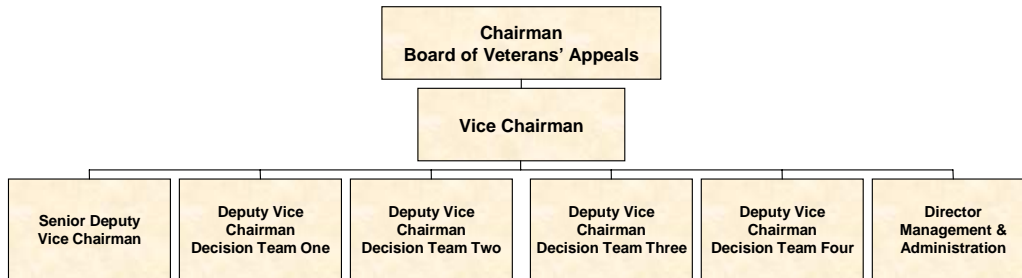 Chairman
Board of Veterans’ Appeals
Vice Chairman
Senior Deputy
Vice Chairman
Deputy Vice
Chairman
Decision Team One
Deputy Vice
Chairman
Decision Team Two
Deputy Vice
Chairman
Decision Team Three
Deputy Vice
Chairman
Decision Team Four
Director
Management &
Administration